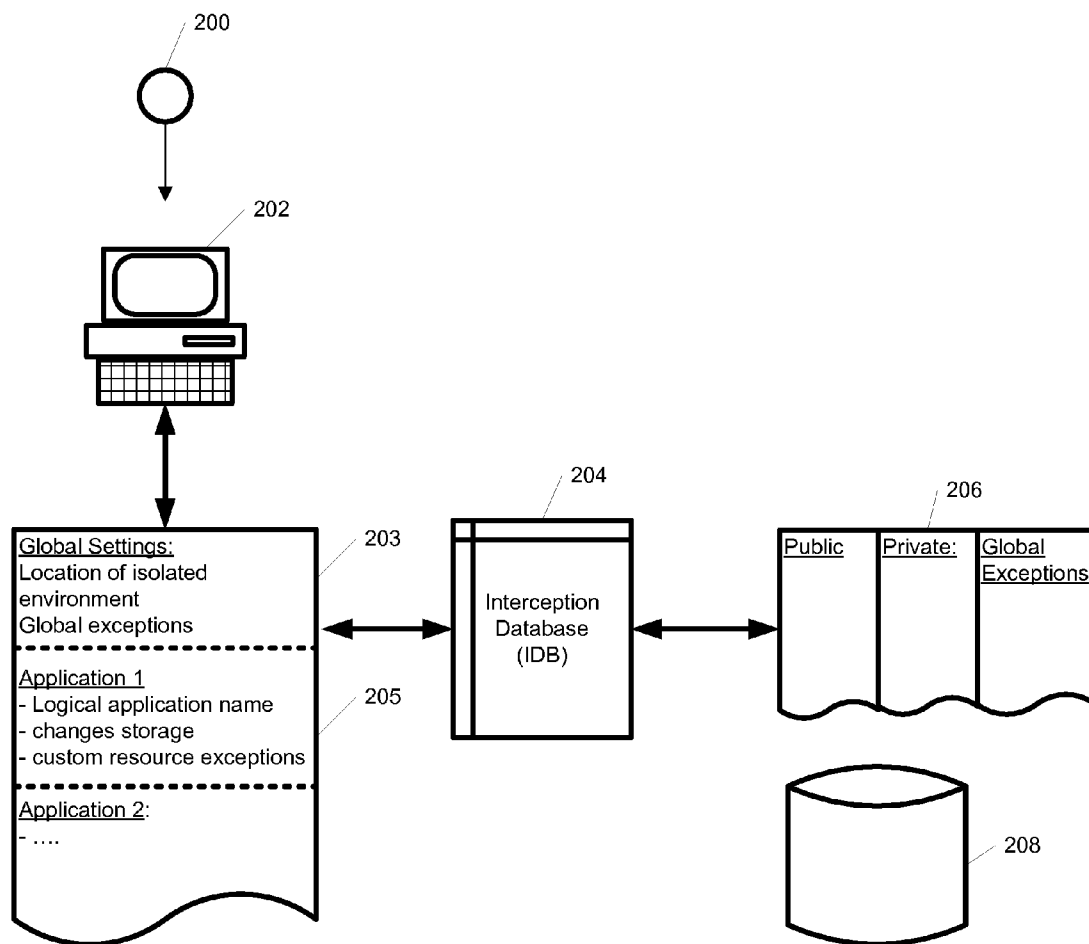 200
202
Global Settings:
Location of isolated
environment
Global exceptions
203
Application 1
- Logical application name
- changes storage
- custom resource exceptions
205
Application 2:
- ....
204
Interception
Database
(IDB)
206
Public
Private:
Global
Exceptions
208